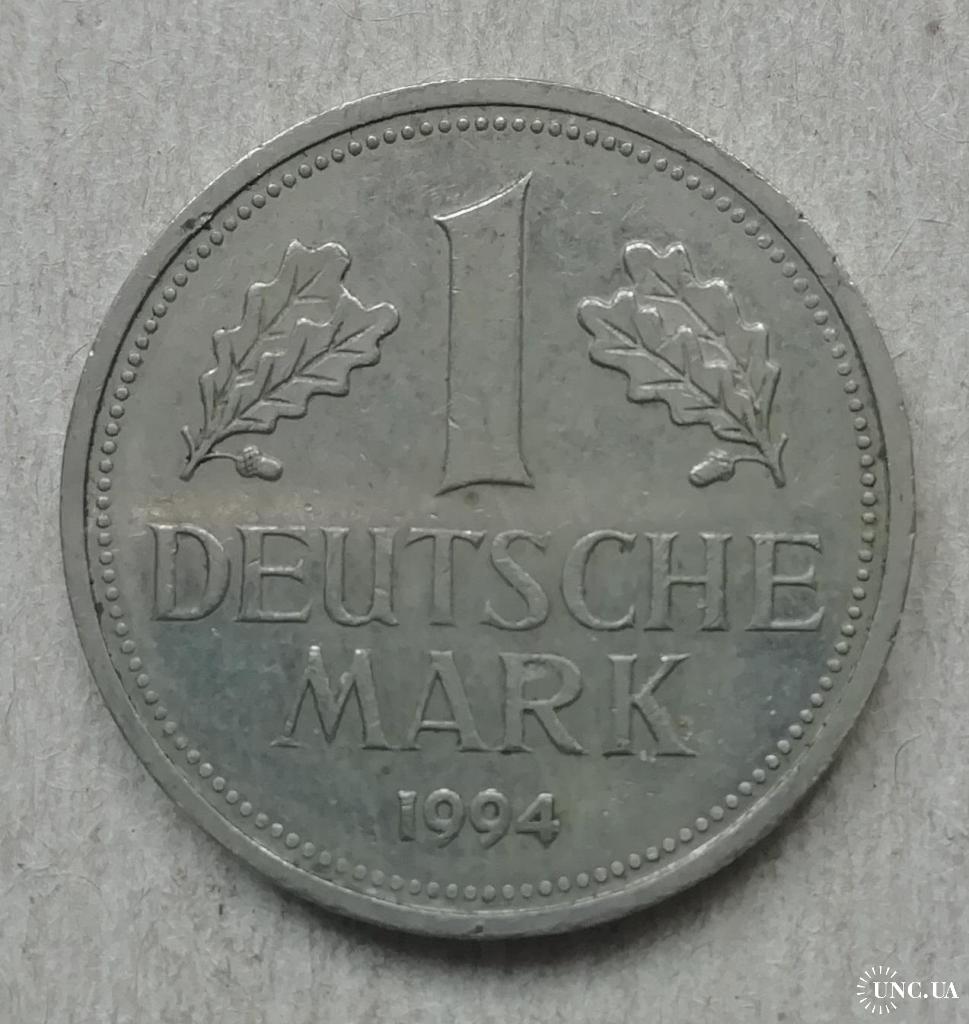 1
DEUTSCHE
MARK
1994
UNC.UA